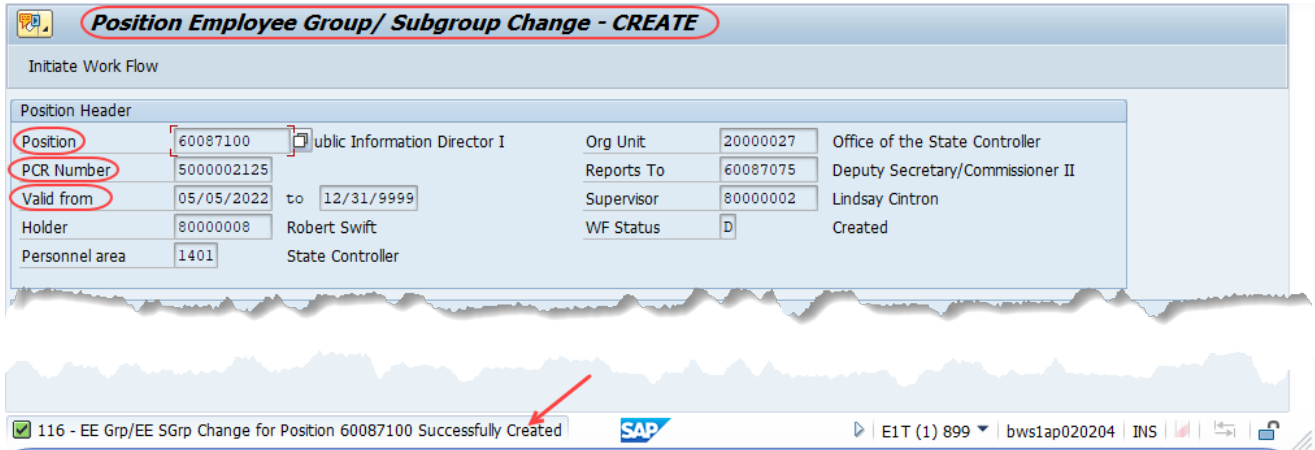 Position Employee Group/ Subgroup Change - CREATE
Initiate Work Flow
Position Header
Position 60087100 ublic Information Director I Org Unit 20000027 Office of the State Controller
PCR Number 5000002125 Reports To 60087075 Deputy Secretary/Commissioner II
Valid from 05/05/2022 to 12/31/9999 Supervisor 80000002 Lindsay Cintron
Holder 80000008 Robert Swift WF Status D Created
Personnel area 1401 State Controller
116 - EE Grp/EE SGrp Change for Position 60087100 Successfully Created SAP E1T (1) 899 bws1ap020204 INS